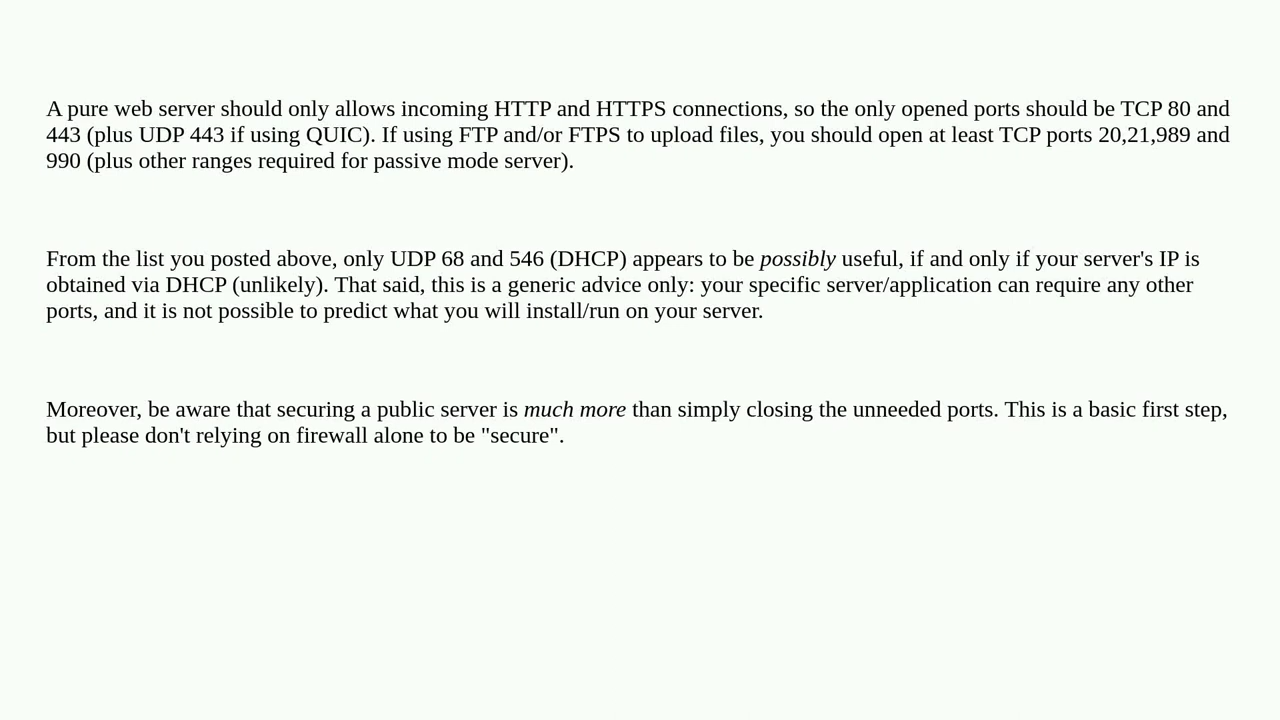 A pure web server should only allows incoming HTTP and HTTPS connections, so the only opened ports should be TCP 80 and
443 (plus UDP 443 if using QUIC). If using FTP and/or FTPS to upload files, you should open at least TCP ports 20,21,989 and
990 (plus other ranges required for passive mode server).
From the list you posted above, only UDP 68 and 546 (DHCP) appears to be possibly useful, if and only if your server's IP is
obtained via DHCP (unlikely). That said, this is a generic advice only: your specific server/application can require any other
ports, and it is not possible to predict what you will install/run on your server.
Moreover, be aware that securing a public server is much more than simply closing the unneeded ports. This is a basic first step,
but please don't relying on firewall alone to be "secure".